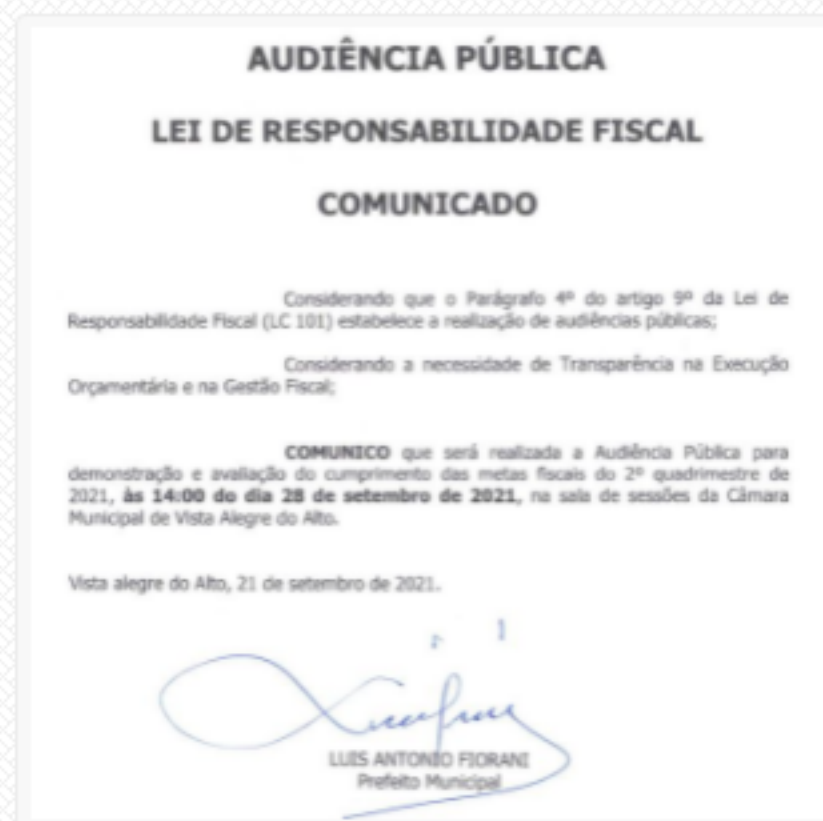 AUDIÊNCIA PÚBLICA
LEI DE RESPONSABILIDADE FISCAL
COMUNICADO
Considerando que o Parágrafo 4º do artigo 9º da Lei de
Responsabilidade Fiscal (LC 101) estabelece a realização de audiências públicas;
Considerando a necessidade de Transparência na Execução
Orçamentária e na Gestão Fiscal;
COMUNICO que será realizada a Audiência Pública para
demonstração e avaliação do cumprimento das metas fiscais do 2º quadrimestre de
2021, às 14:00 do dia 28 de setembro de 2021, na sala de sessões da Câmara
Municipal de Vista Alegre do Alto.
Vista alegre do Alto, 21 de setembro de 2021.
LUIS ANTONIO FIORANI
Prefeito Municipal